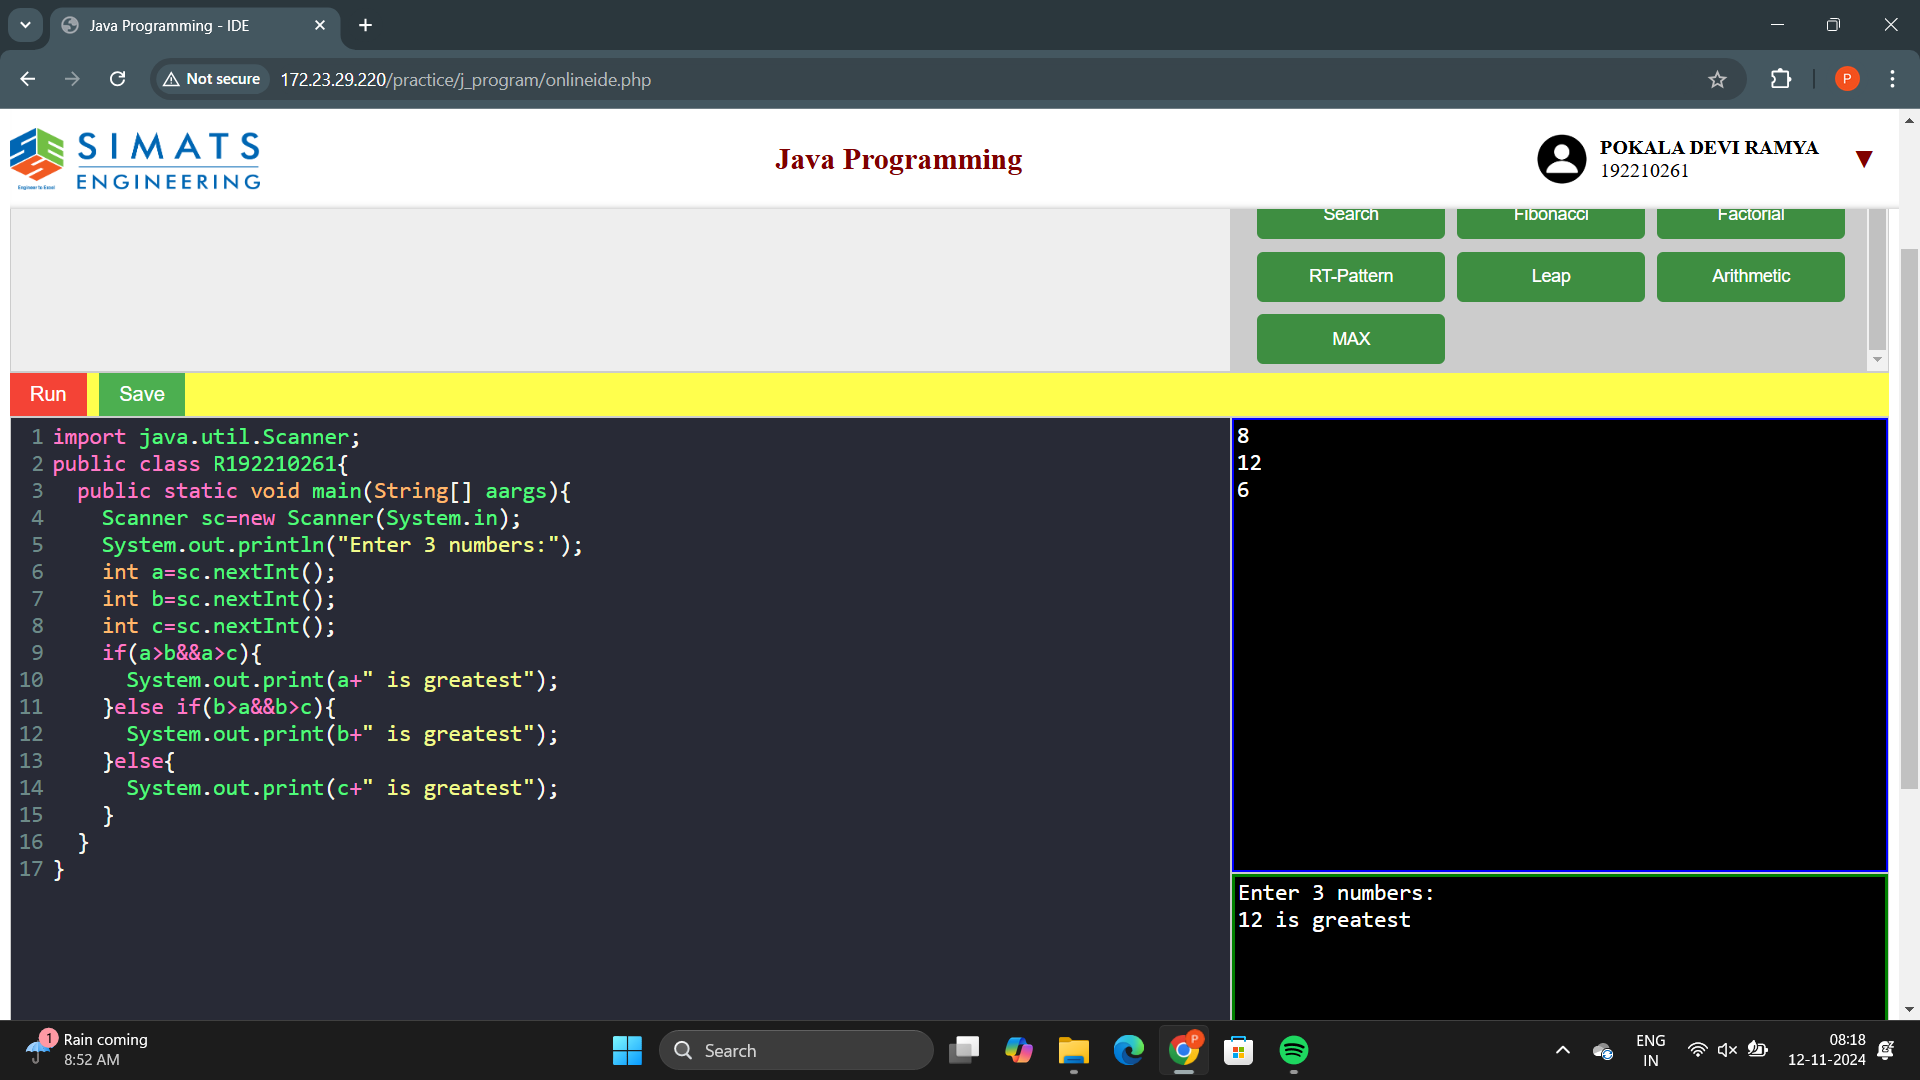 Java Programming - IDE
Not secure
172.23.29.220/practice/j_program/onlineide.php
P
SIMATS
ENGINEERING
Engineer to Excel
Java Programming
POKALA DEVI RAMYA
192210261
Search
Fibonacci
Factorial
RT-Pattern
Leap
Arithmetic
MAX
Run
Save
1 import java.util.Scanner;
2 public class R192210261{
3 public static void main(String[] aargs){
4 Scanner sc=new Scanner(System.in);
5 System.out.println("Enter 3 numbers:");
6 int a=sc.nextInt();
7 int b=sc.nextInt();
8 int c=sc.nextInt();
9 if(a>b&&a>c){
10 System.out.print(a+" is greatest");
11 }else if(b>a&&b>c){
12 System.out.print(b+" is greatest");
13 }else{
14 System.out.print(c+" is greatest");
15 }
16 }
17 }
8
12
6
Enter 3 numbers:
12 is greatest
1
Rain coming
8:52 AM
Search
P
ENG
IN
08:18
12-11-2024